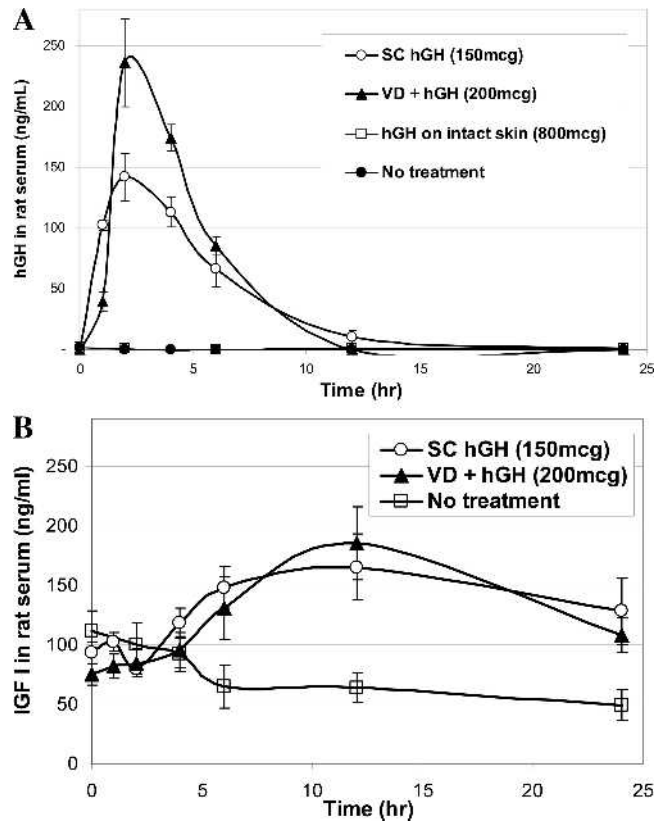 A
hGH in rat serum (ng/mL)
250
200
150
100
50
-
SC hGH (150mcg)
VD + hGH (200mcg)
hGH on intact skin (800mcg)
No treatment
0 5 10 15 20 25
Time (hr)
B
IGF I in rat serum (ng/ml)
250
200
150
100
50
0
SC hGH (150mcg)
VD + hGH (200mcg)
No treatment
0 5 10 15 20 25
Time (hr)